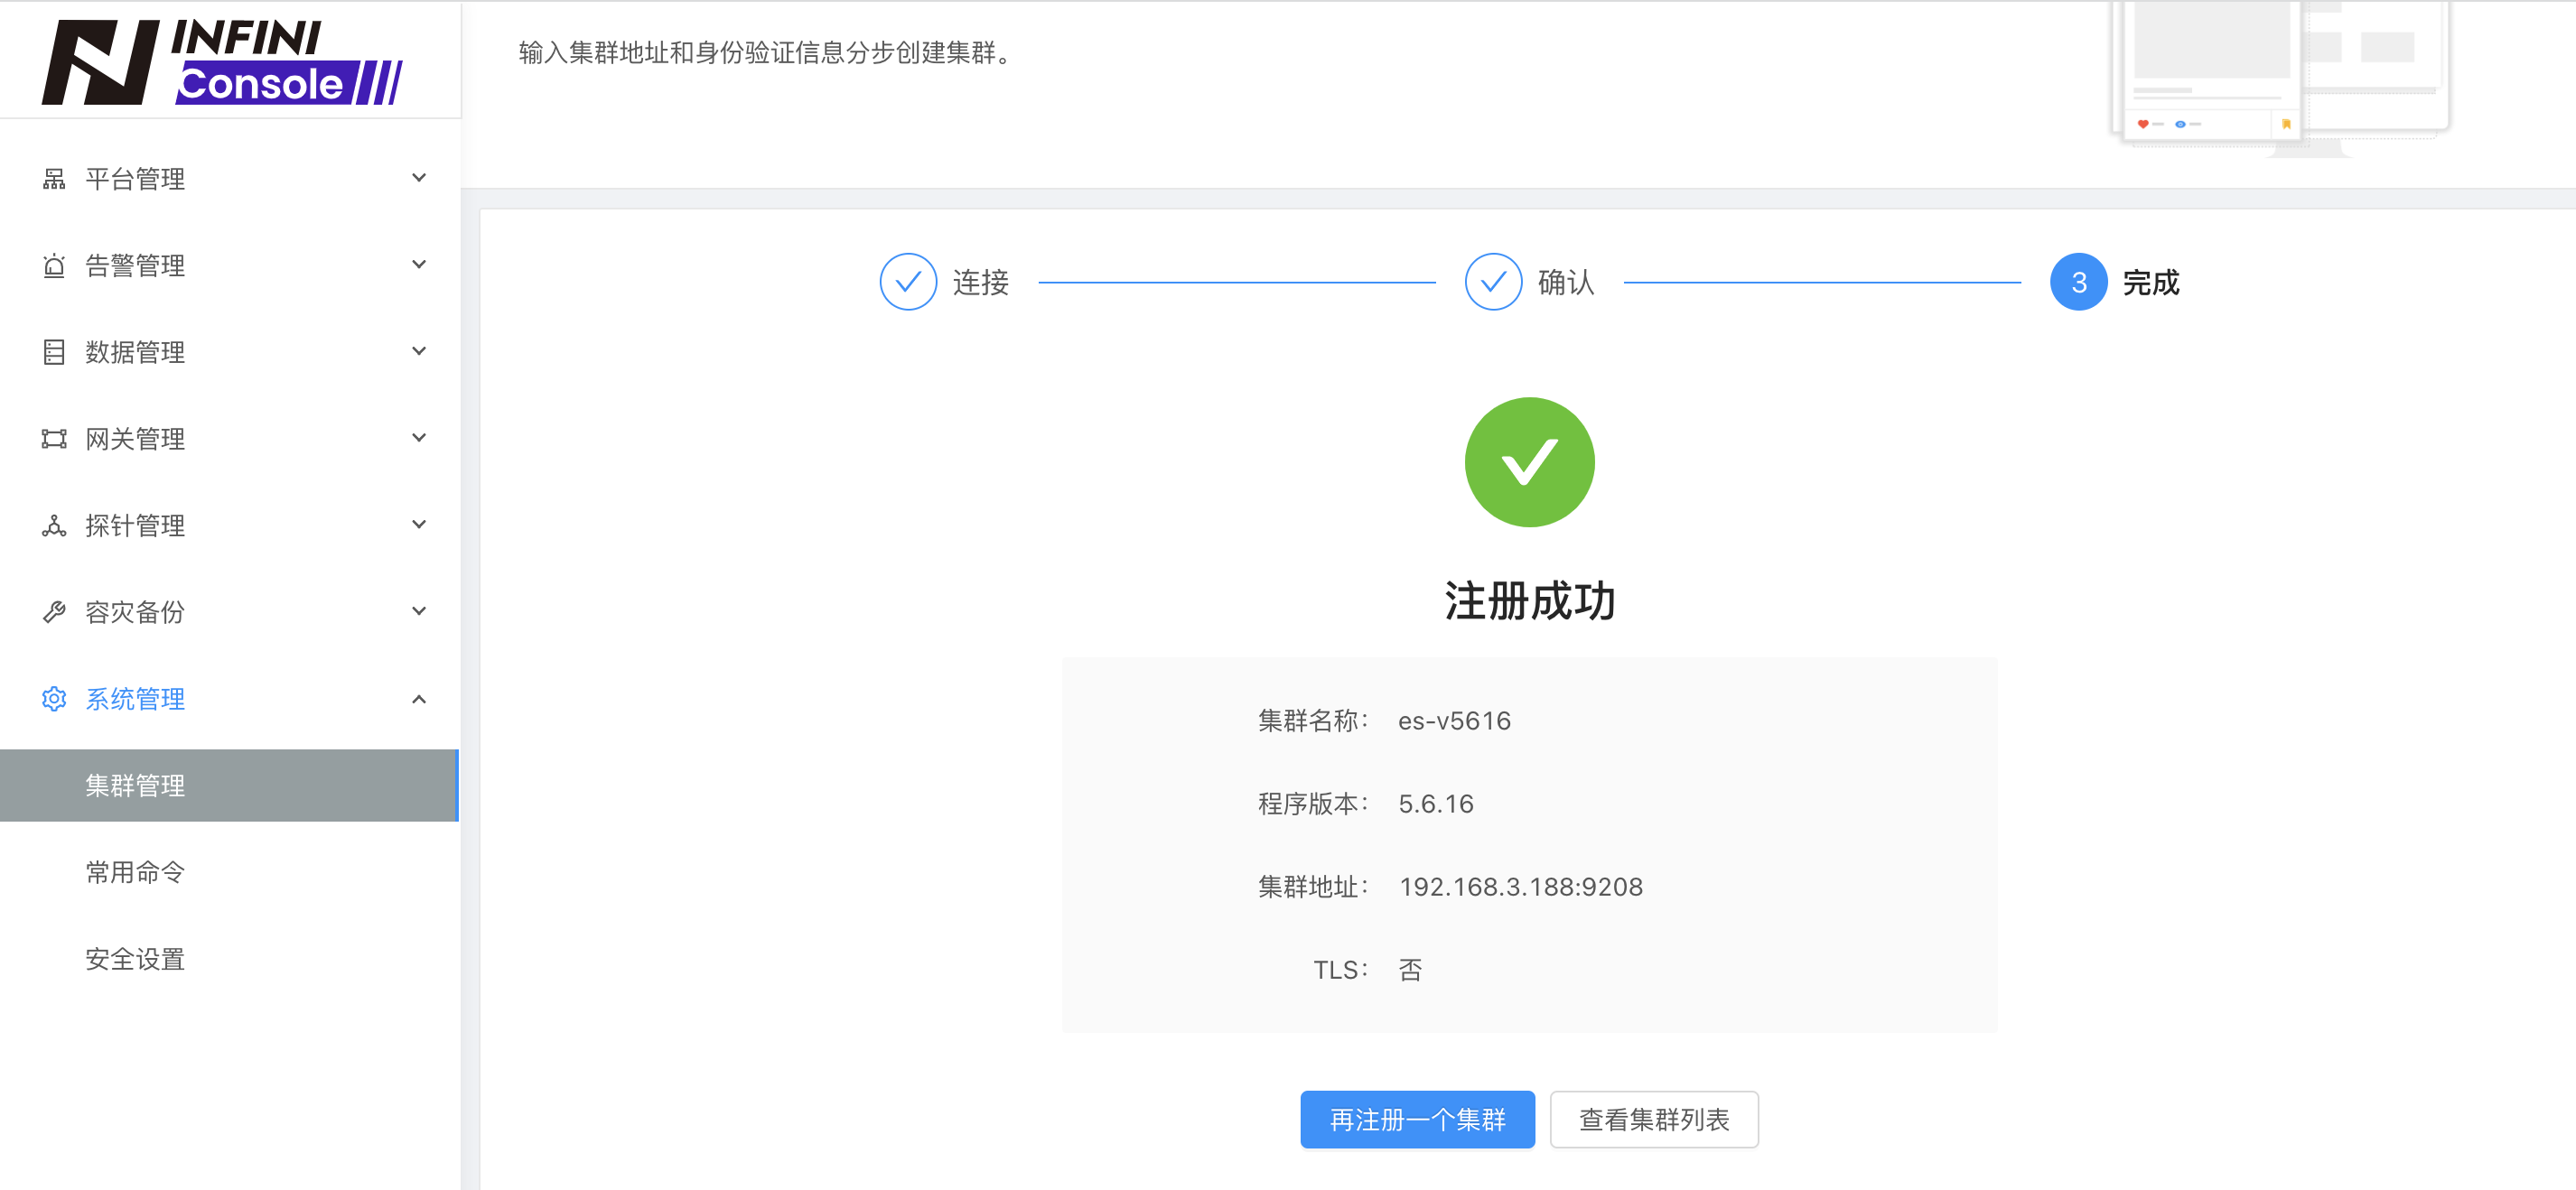 INFINI
Console
平台管理
告警管理
数据管理
网关管理
探针管理
容灾备份
系统管理
集群管理
常用命令
安全设置
输入集群地址和身份验证信息分步创建集群。
连接
确认
3 完成
注册成功
集群名称: es-v5616
程序版本: 5.6.16
集群地址: 192.168.3.188:9208
TLS: 否
再注册一个集群
查看集群列表